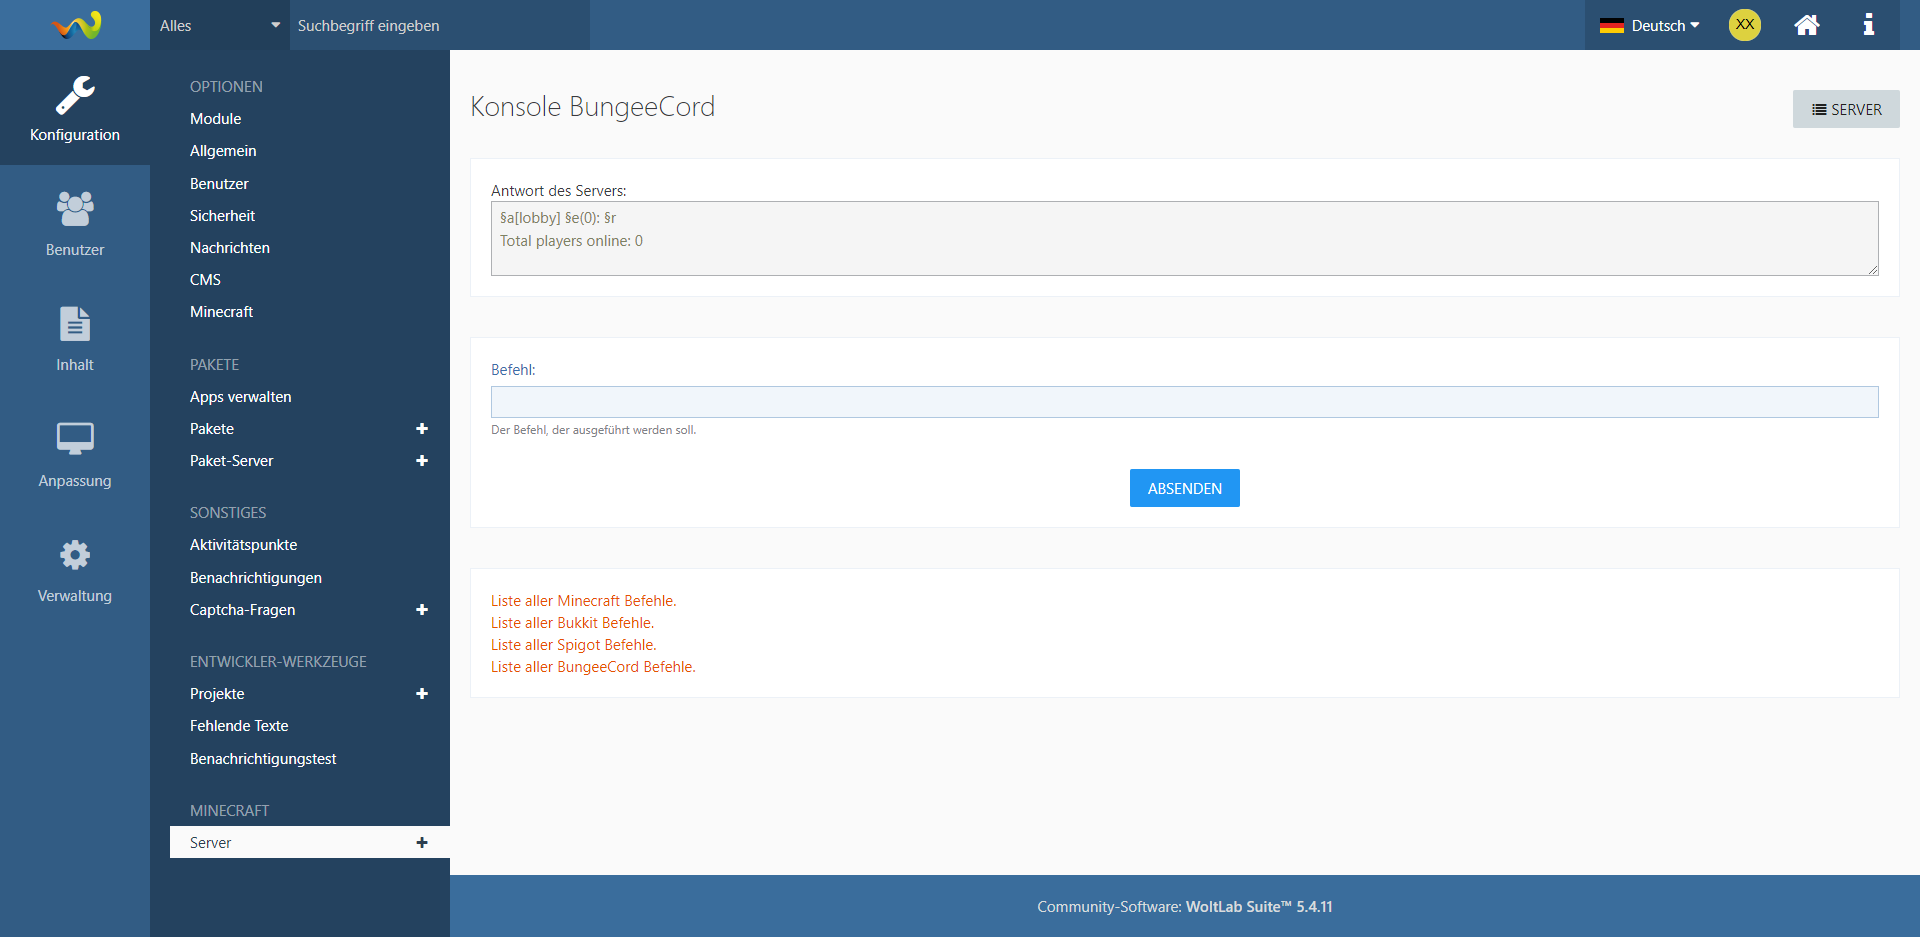 Alles
Suchbegriff eingeben
Deutsch
XX
Konfiguration
Benutzer
Inhalt
Anpassung
Verwaltung
OPTIONEN
Module
Allgemein
Benutzer
Sicherheit
Nachrichten
CMS
Minecraft
PAKETE
Apps verwalten
Pakete
Paket-Server
SONSTIGES
Aktivitätspunkte
Benachrichtigungen
Captcha-Fragen
ENTWICKLER-WERKZEUGE
Projekte
Fehlende Texte
Benachrichtigungstest
MINECRAFT
Server
Konsole BungeeCord
SERVER
Antwort des Servers:
§a[lobby] §e(0): §r
Total players online: 0
Befehl:
Der Befehl, der ausgeführt werden soll.
ABSENDEN
Liste aller Minecraft Befehle.
Liste aller Bukkit Befehle.
Liste aller Spigot Befehle.
Liste aller BungeeCord Befehle.
Community-Software: WoltLab Suite™ 5.4.11